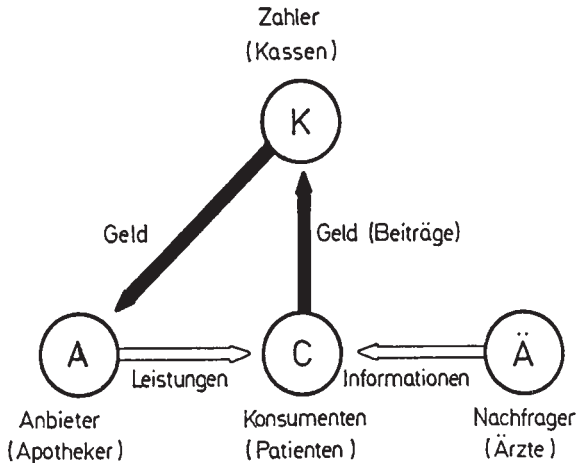 Zahler
(Kassen)
K
Geld
Geld (Beiträge)
A
C
Ä
Leistungen
Informationen
Anbieter
(Apotheker)
Konsumenten
(Patienten)
Nachfrager
(Ärzte)